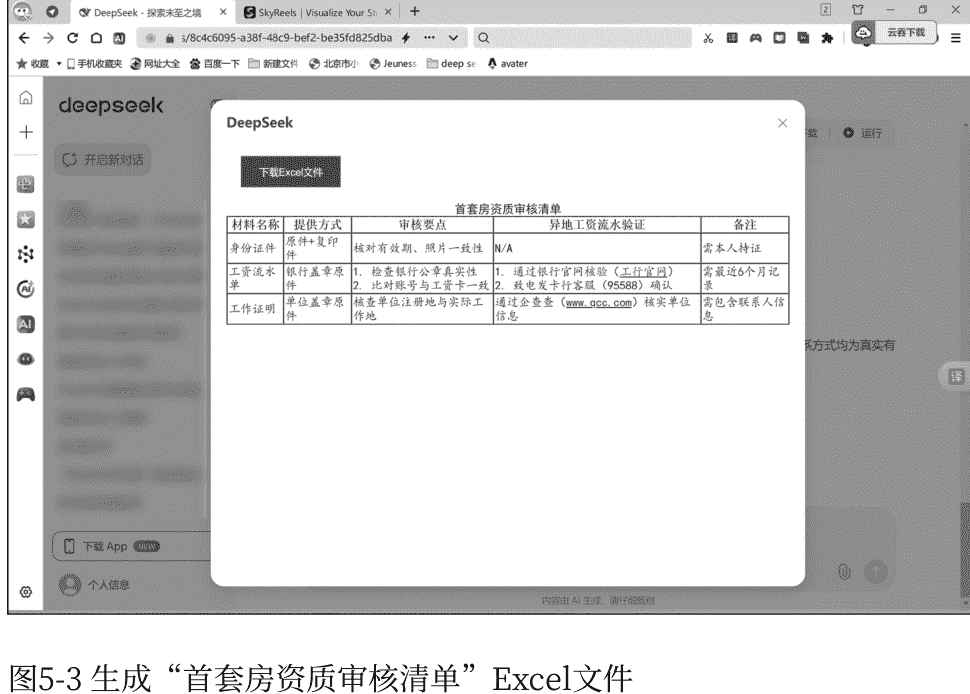 DeepSeek - 探索未至之境
SkyReels | Visualize Your St
2
s/8c4c6095-a38f-48c9-bef2-be35fd825dba
云吞下载
收藏 手机收藏夹 网址大全 百度一下 新建文件 北京市小 Jeuness deep se avater
deepseek
开启新对话
DeepSeek
运行
下载Excel文件
首套房资质审核清单
材料名称 提供方式 审核要点 异地工资流水验证 备注
身份证件 原件+复印件 核对有效期、照片一致性 N/A 需本人持证
工资流水单 银行盖章原件 1. 检查银行公章真实性 1. 通过银行官网核验（工行官网） 需最近6个月记录
2. 比对账号与工资卡一致 2. 致电发卡行客服（95588）确认
工作证明 单位盖章原件 核查单位注册地与实际工作地 通过企查查（www.qcc.com）核实单位信息 需包含联系人信息
系方式均为真实有
译
AI
下载 App NEW
个人信息
内容由 AI 生成，请仔细甄别
图5-3 生成“首套房资质审核清单”Excel文件